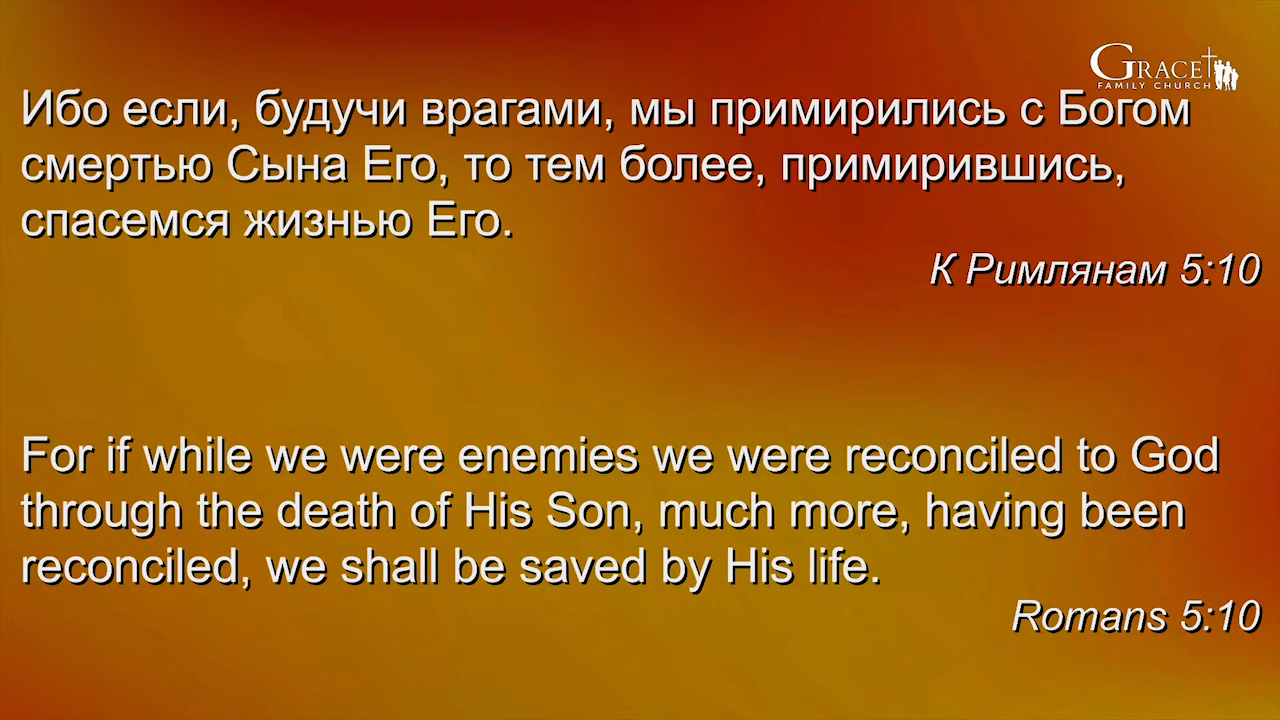 GRACE
FAMILY CHURCH
Ибо если, будучи врагами, мы примирились с Богом
смертью Сына Его, то тем более, примирившись,
спасемся жизнью Его.
К Римлянам 5:10
For if while we were enemies we were reconciled to God
through the death of His Son, much more, having been
reconciled, we shall be saved by His life.
Romans 5:10